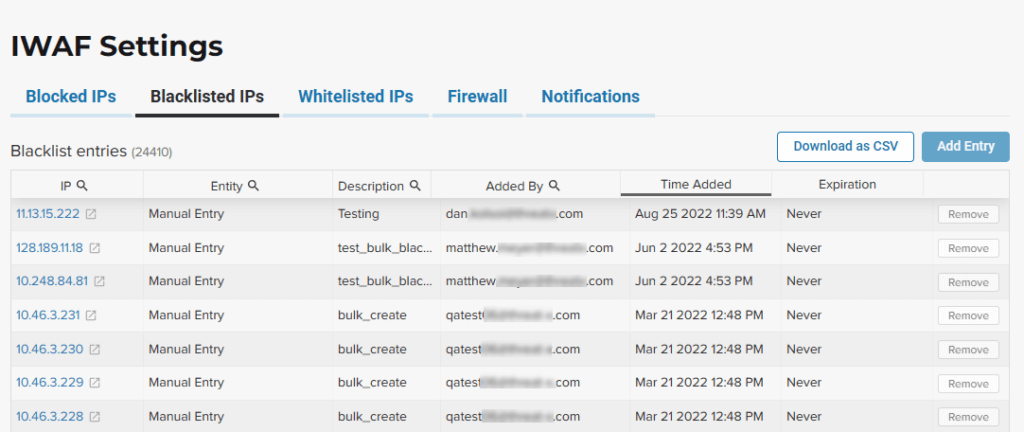 IWAF Settings
Blocked IPs Blacklisted IPs Whitelisted IPs Firewall Notifications
Blacklist entries (24410) Download as CSV Add Entry
IP Entity Description Added By Time Added Expiration
11.13.15.222 Manual Entry Testing dan. .com Aug 25 2022 11:39 AM Never Remove
128.189.11.18 Manual Entry test_bulk_blac... matthew. .com Jun 2 2022 4:53 PM Never Remove
10.248.84.81 Manual Entry test_bulk_blac... matthew. .com Jun 2 2022 4:53 PM Never Remove
10.46.3.231 Manual Entry bulk_create qatest .com Mar 21 2022 12:48 PM Never Remove
10.46.3.230 Manual Entry bulk_create qatest .com Mar 21 2022 12:48 PM Never Remove
10.46.3.229 Manual Entry bulk_create qatest .com Mar 21 2022 12:48 PM Never Remove
10.46.3.228 Manual Entry bulk_create qatest .com Mar 21 2022 12:48 PM Never Remove